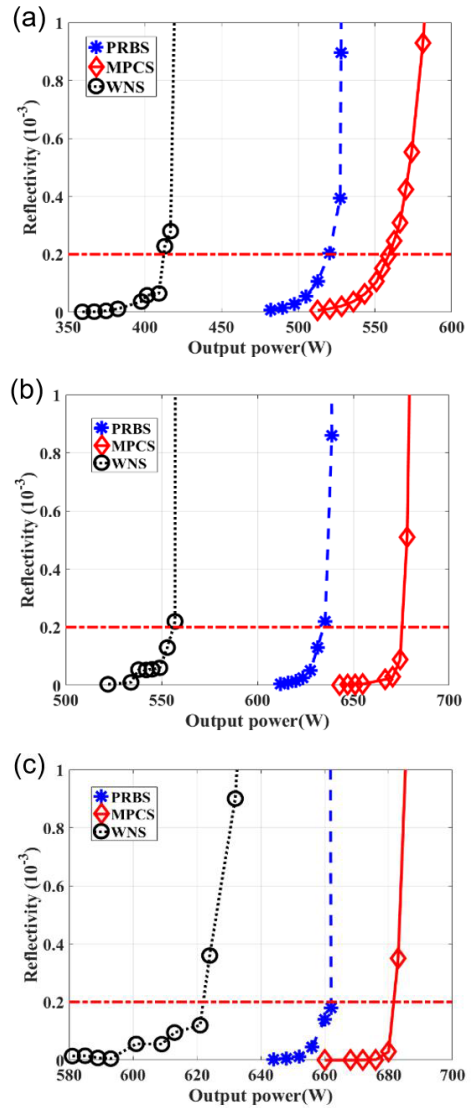 (a)
1
0.8
0.6
0.4
0.2
0
Reflectivity (10-3)
PRBS
MPCS
WNS
350 400 450 500 550 600
Output power(W)
(b)
1
0.8
0.6
0.4
0.2
0
Reflectivity (10-3)
PRBS
MPCS
WNS
500 550 600 650 700
Output power(W)
(c)
1
0.8
0.6
0.4
0.2
0
Reflectivity (10-3)
PRBS
MPCS
WNS
580 600 620 640 660 680 700
Output power(W)